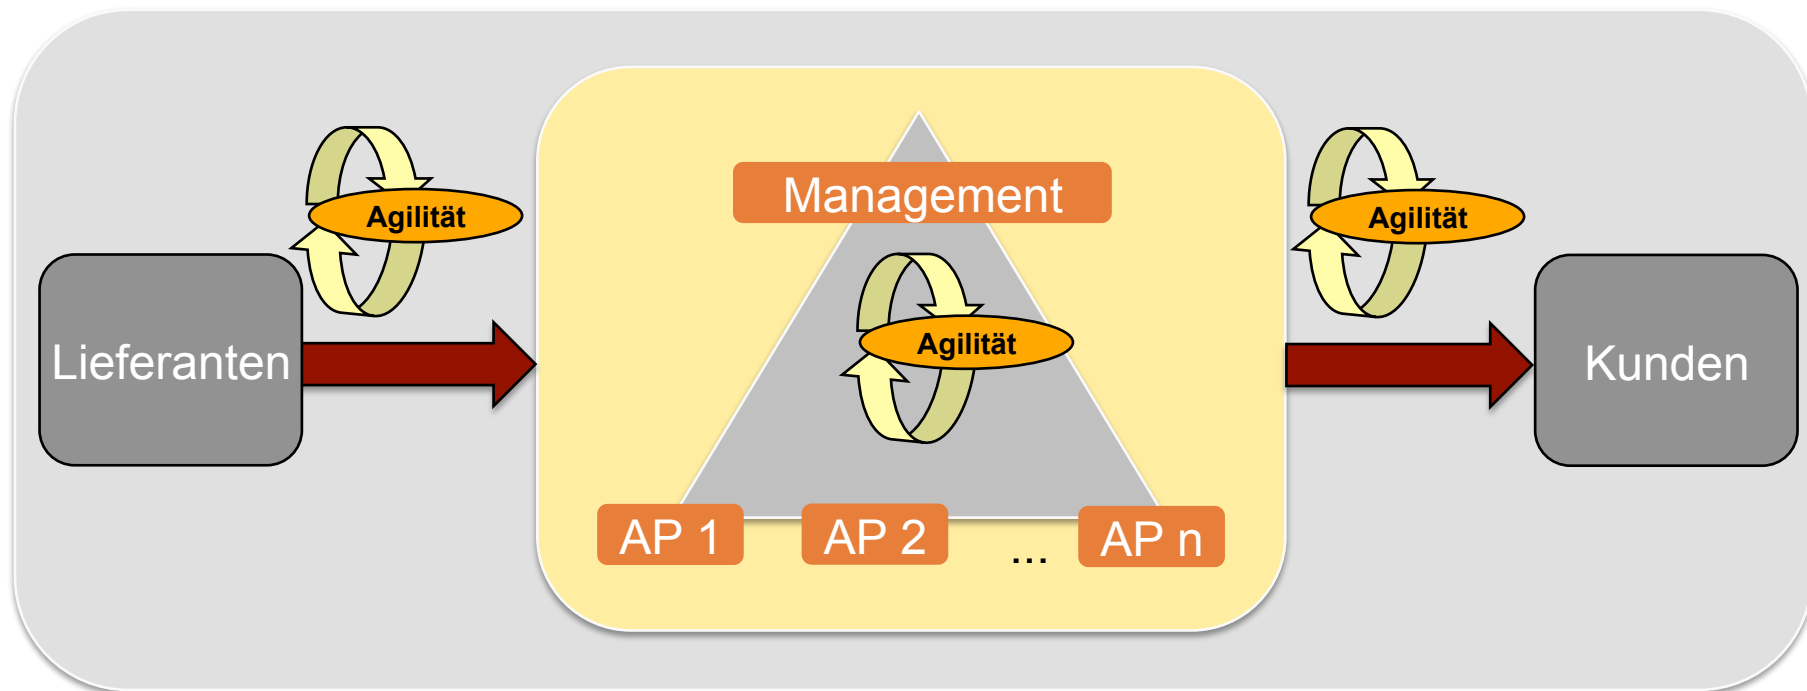 Management
Agilität
Agilität
Agilität
Lieferanten
Kunden
AP 1
AP 2
...
AP n